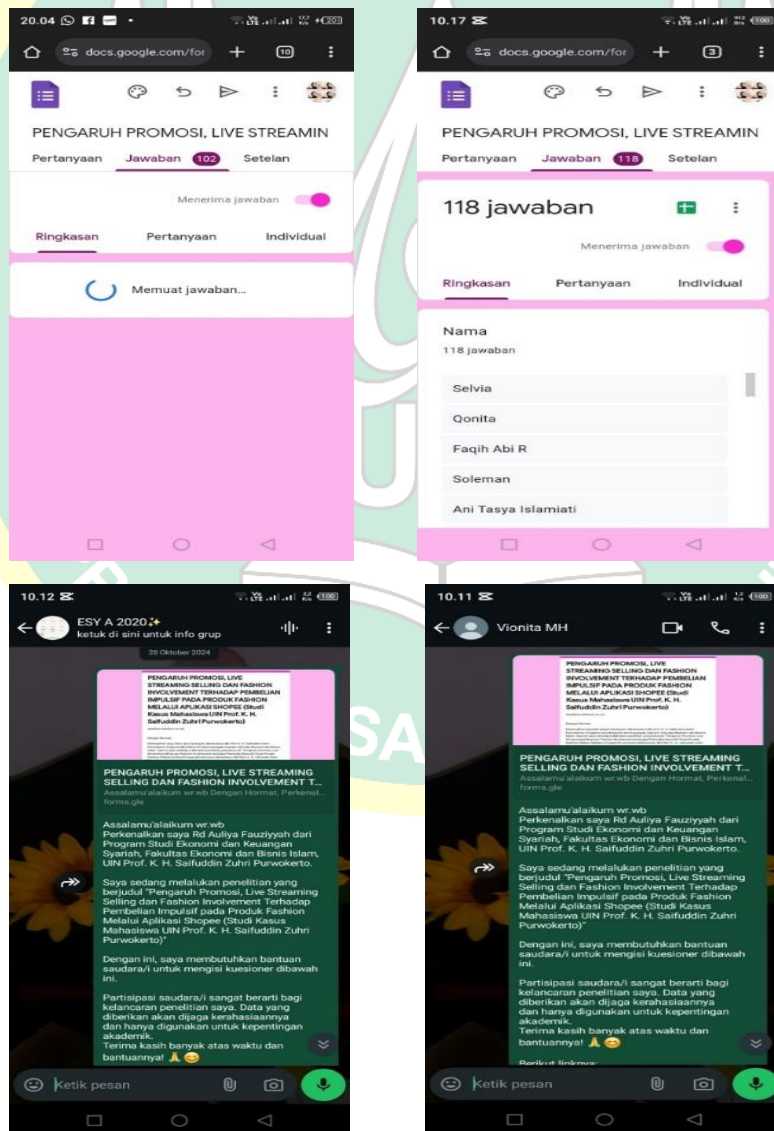 20.04
docs.google.com/for
10
PENGARUH PROMOSI, LIVE STREAMIN
Pertanyaan Jawaban 102 Setelan
Menerima jawaban
Ringkasan Pertanyaan Individual
Memuat jawaban...
10.17
docs.google.com/for
3
PENGARUH PROMOSI, LIVE STREAMIN
Pertanyaan Jawaban 118 Setelan
118 jawaban
Menerima jawaban
Ringkasan Pertanyaan Individual
Nama
118 jawaban
Selvia
Qonita
Faqih Abi R
Soleman
Ani Tasya Islamiati
10.12
ESY A 2020✨
ketuk di sini untuk info grup
28 Oktober 2024
PENGARUH PROMOSI, LIVE
STREAMING SELLING DAN FASHION
INVOLVEMENT TERHADAP PEMBELIAN
IMPULSIF PADA PRODUK FASHION
MELALUI APLIKASI SHOPEE (Studi
Kasus Mahasiswa UIN Prof. K. H.
Saifuddin Zuhri Purwokerto)
PENGARUH PROMOSI, LIVE STREAMING
SELLING DAN FASHION INVOLVEMENT T...
Assalamu'alaikum wr.wb Dengan Hormat, Perkenal...
forms.gle
Assalamu'alaikum wr.wb
Perkenalkan saya Rd Auliya Fauziyyah dari
Program Studi Ekonomi dan Keuangan
Syariah, Fakultas Ekonomi dan Bisnis Islam,
UIN Prof. K. H. Saifuddin Zuhri Purwokerto.
Saya sedang melalukan penelitian yang
berjudul "Pengaruh Promosi, Live Streaming
Selling dan Fashion Involvement Terhadap
Pembelian Impulsif pada Produk Fashion
Melalui Aplikasi Shopee (Studi Kasus
Mahasiswa UIN Prof. K. H. Saifuddin Zuhri
Purwokerto)"
Dengan ini, saya membutuhkan bantuan
saudara/i untuk mengisi kuesioner dibawah
ini.
Partisipasi saudara/i sangat berarti bagi
kelancaran penelitian saya. Data yang
diberikan akan dijaga kerahasiaannya
dan hanya digunakan untuk kepentingan
akademik.
Terima kasih banyak atas waktu dan
bantuannya! 🙏😊
Ketik pesan
10.11
Vionita MH
PENGARUH PROMOSI, LIVE
STREAMING SELLING DAN FASHION
INVOLVEMENT TERHADAP PEMBELIAN
IMPULSIF PADA PRODUK FASHION
MELALUI APLIKASI SHOPEE (Studi
Kasus Mahasiswa UIN Prof. K. H.
Saifuddin Zuhri Purwokerto)
PENGARUH PROMOSI, LIVE STREAMING
SELLING DAN FASHION INVOLVEMENT T...
Assalamu'alaikum wr.wb Dengan Hormat, Perkenal...
forms.gle
Assalamu'alaikum wr.wb
Perkenalkan saya Rd Auliya Fauziyyah dari
Program Studi Ekonomi dan Keuangan
Syariah, Fakultas Ekonomi dan Bisnis Islam,
UIN Prof. K. H. Saifuddin Zuhri Purwokerto.
Saya sedang melalukan penelitian yang
berjudul "Pengaruh Promosi, Live Streaming
Selling dan Fashion Involvement Terhadap
Pembelian Impulsif pada Produk Fashion
Melalui Aplikasi Shopee (Studi Kasus
Mahasiswa UIN Prof. K. H. Saifuddin Zuhri
Purwokerto)"
Dengan ini, saya membutuhkan bantuan
saudara/i untuk mengisi kuesioner dibawah
ini.
Partisipasi saudara/i sangat berarti bagi
kelancaran penelitian saya. Data yang
diberikan akan dijaga kerahasiaannya
dan hanya digunakan untuk kepentingan
akademik.
Terima kasih banyak atas waktu dan
bantuannya! 🙏😊
Berikut linknya:
Ketik pesan